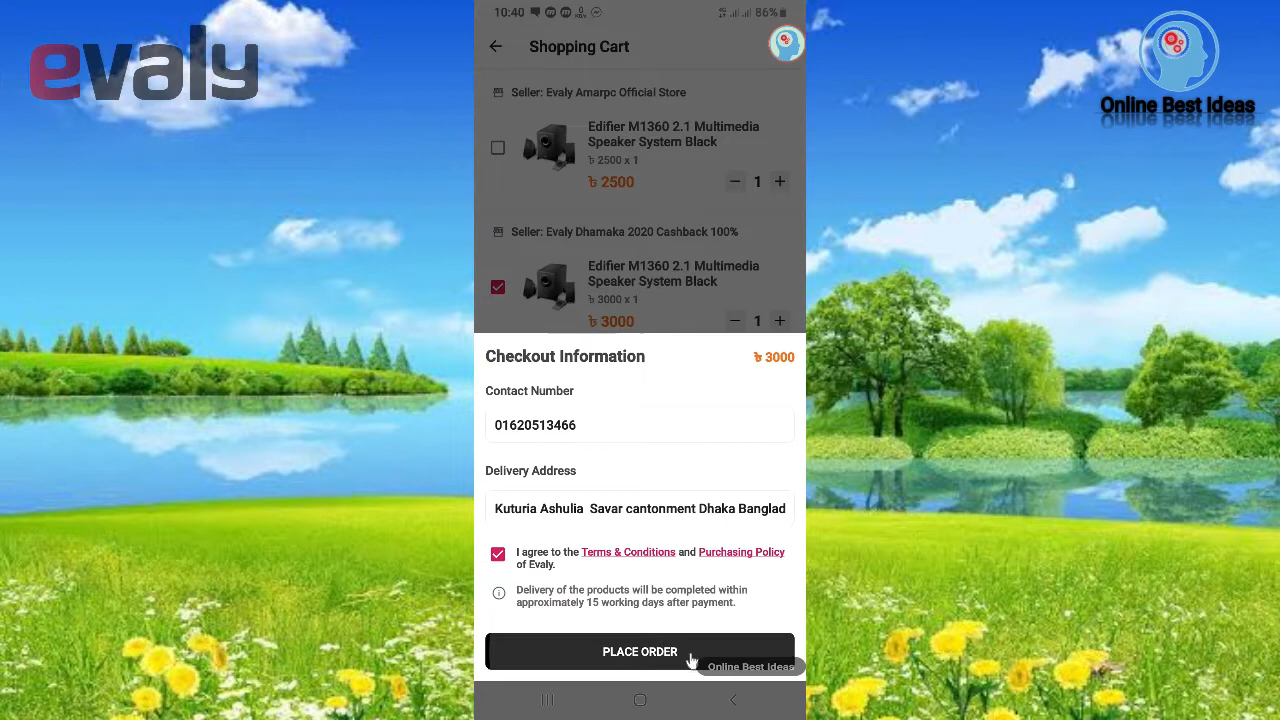 evaly
Online Best Ideas
10:40
86%
Shopping Cart
Seller: Evaly Amarpc Official Store
Edifier M1360 2.1 Multimedia
Speaker System Black
৳ 2500 x 1
৳ 2500
1
Seller: Evaly Dhamaka 2020 Cashback 100%
Edifier M1360 2.1 Multimedia
Speaker System Black
৳ 3000 x 1
৳ 3000
1
Checkout Information
৳ 3000
Contact Number
01620513466
Delivery Address
Kuturia Ashulia Savar cantonment Dhaka Banglad
I agree to the Terms & Conditions and Purchasing Policy
of Evaly.
Delivery of the products will be completed within
approximately 15 working days after payment.
PLACE ORDER
Online Best Ideas